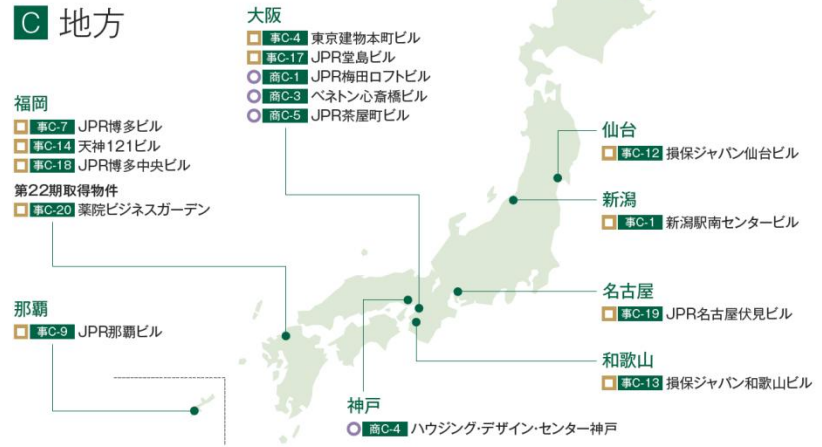 C 地方
大阪
事C-4 東京建物本町ビル
事C-17 JPR堂島ビル
商C-1 JPR梅田ロフトビル
商C-3 ベネトン心斎橋ビル
商C-5 JPR茶屋町ビル
福岡
事C-7 JPR博多ビル
事C-14 天神121ビル
事C-18 JPR博多中央ビル
第22期取得物件
事C-20 薬院ビジネスガーデン
那覇
事C-9 JPR那覇ビル
仙台
事C-12 損保ジャパン仙台ビル
新潟
事C-1 新潟駅南センタービル
名古屋
事C-19 JPR名古屋伏見ビル
和歌山
事C-13 損保ジャパン和歌山ビル
神戸
商C-4 ハウジング・デザイン・センター神戸